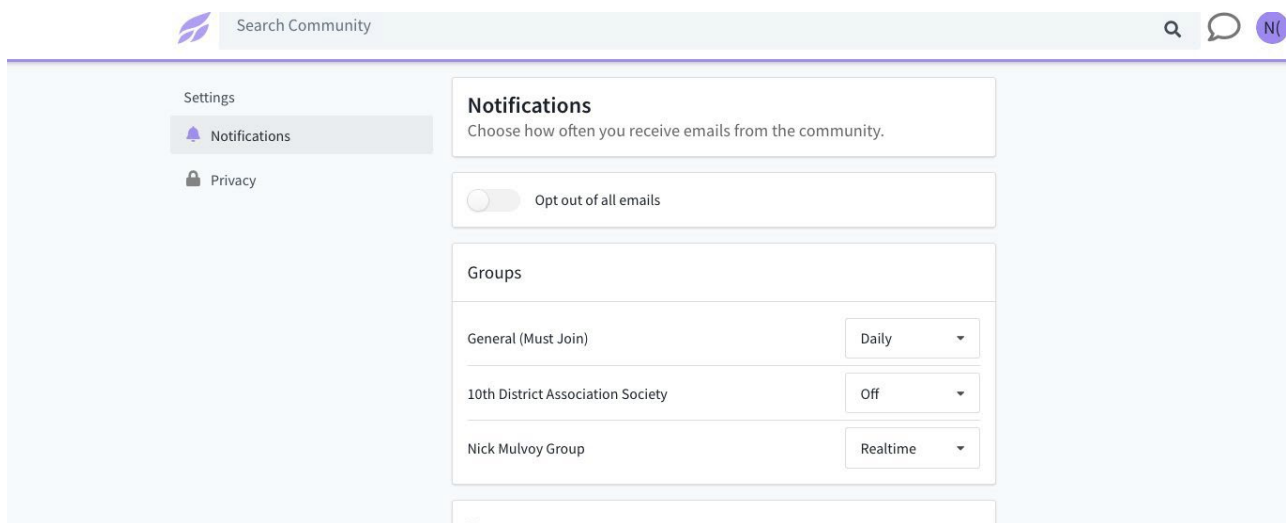 Search Community
N(
Settings
Notifications
Privacy
Notifications
Choose how often you receive emails from the community.
Opt out of all emails
Groups
General (Must Join)
Daily
10th District Association Society
Off
Nick Mulvoy Group
Realtime